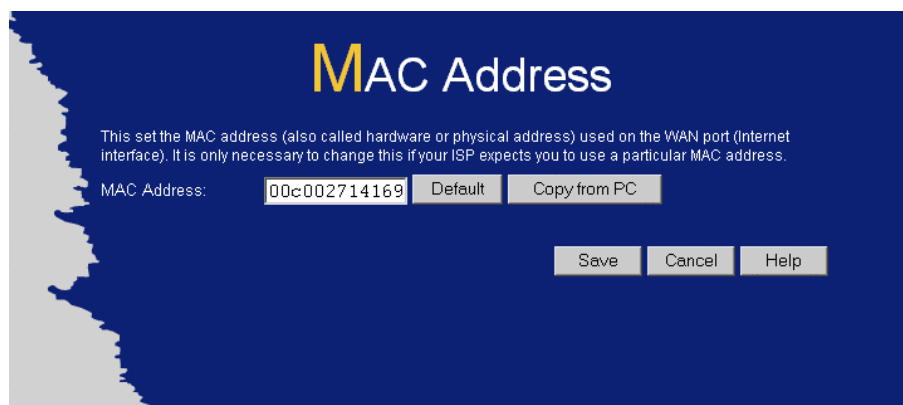 MAC Address
This set the MAC address (also called hardware or physical address) used on the WAN port (Internet
interface). It is only necessary to change this if your ISP expects you to use a particular MAC address.
MAC Address: 00c002714169 Default Copy from PC
Save Cancel Help